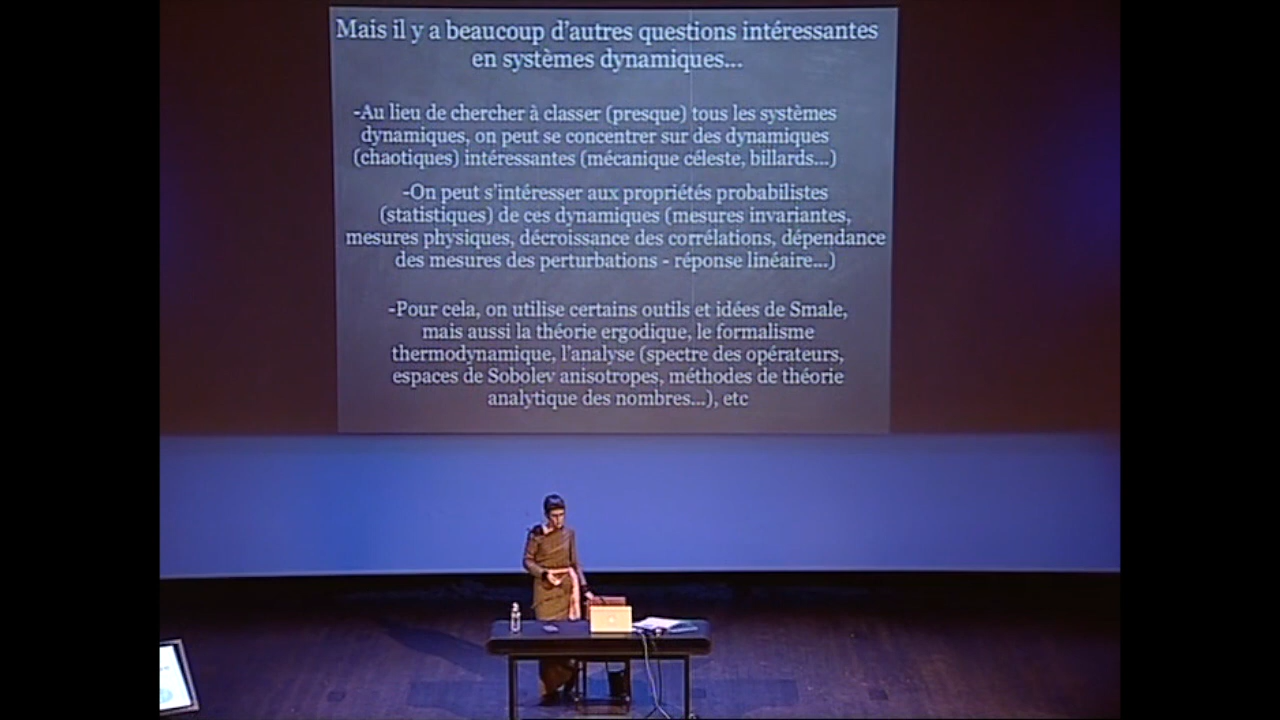 Mais il y a beaucoup d'autres questions intéressantes
en systèmes dynamiques...
-Au lieu de chercher à classer (presque) tous les systèmes
dynamiques, on peut se concentrer sur des dynamiques
(chaotiques) intéressantes (mécanique céleste, billards...)
-On peut s'intéresser aux propriétés probabilistes
(statistiques) de ces dynamiques (mesures invariantes,
mesures physiques, décroissance des corrélations, dépendance
des mesures des perturbations - réponse linéaire...)
-Pour cela, on utilise certains outils et idées de Smale,
mais aussi la théorie ergodique, le formalisme
thermodynamique, l'analyse (spectre des opérateurs,
espaces de Sobolev anisotropes, méthodes de théorie
analytique des nombres...), etc